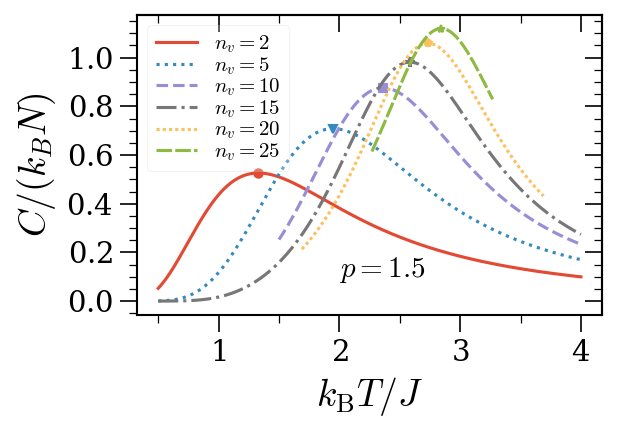 n_v = 2
n_v = 5
n_v = 10
n_v = 15
n_v = 20
n_v = 25
p = 1.5
C/(k_B N)
1.0
0.8
0.6
0.4
0.2
0.0
1 2 3 4
k_B T/J